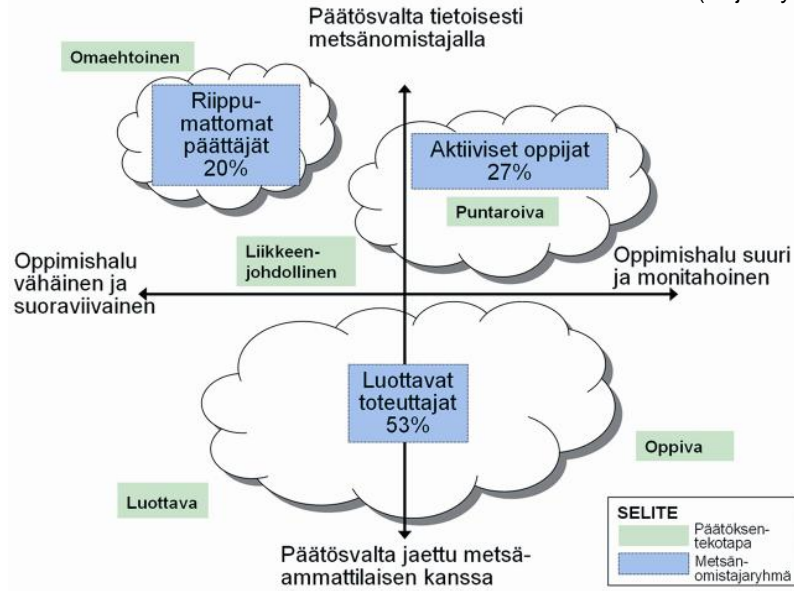 Päätösvalta tietoisesti
metsänomistajalla
Omaehtoinen
Riippu-
mattomat
päättäjät
20%
Aktiiviset oppijat
27%
Puntaroiva
Liikkeen-
johdollinen
Oppimishalu
vähäinen ja
suoraviivainen
Oppimishalu suuri
ja monitahoinen
Luottavat
toteuttajat
53%
Oppiva
Luottava
Päätösvalta jaettu metsä-
ammattilaisen kanssa
SELITE
Päätöksen-
tekotapa
Metsän-
omistajaryhmä